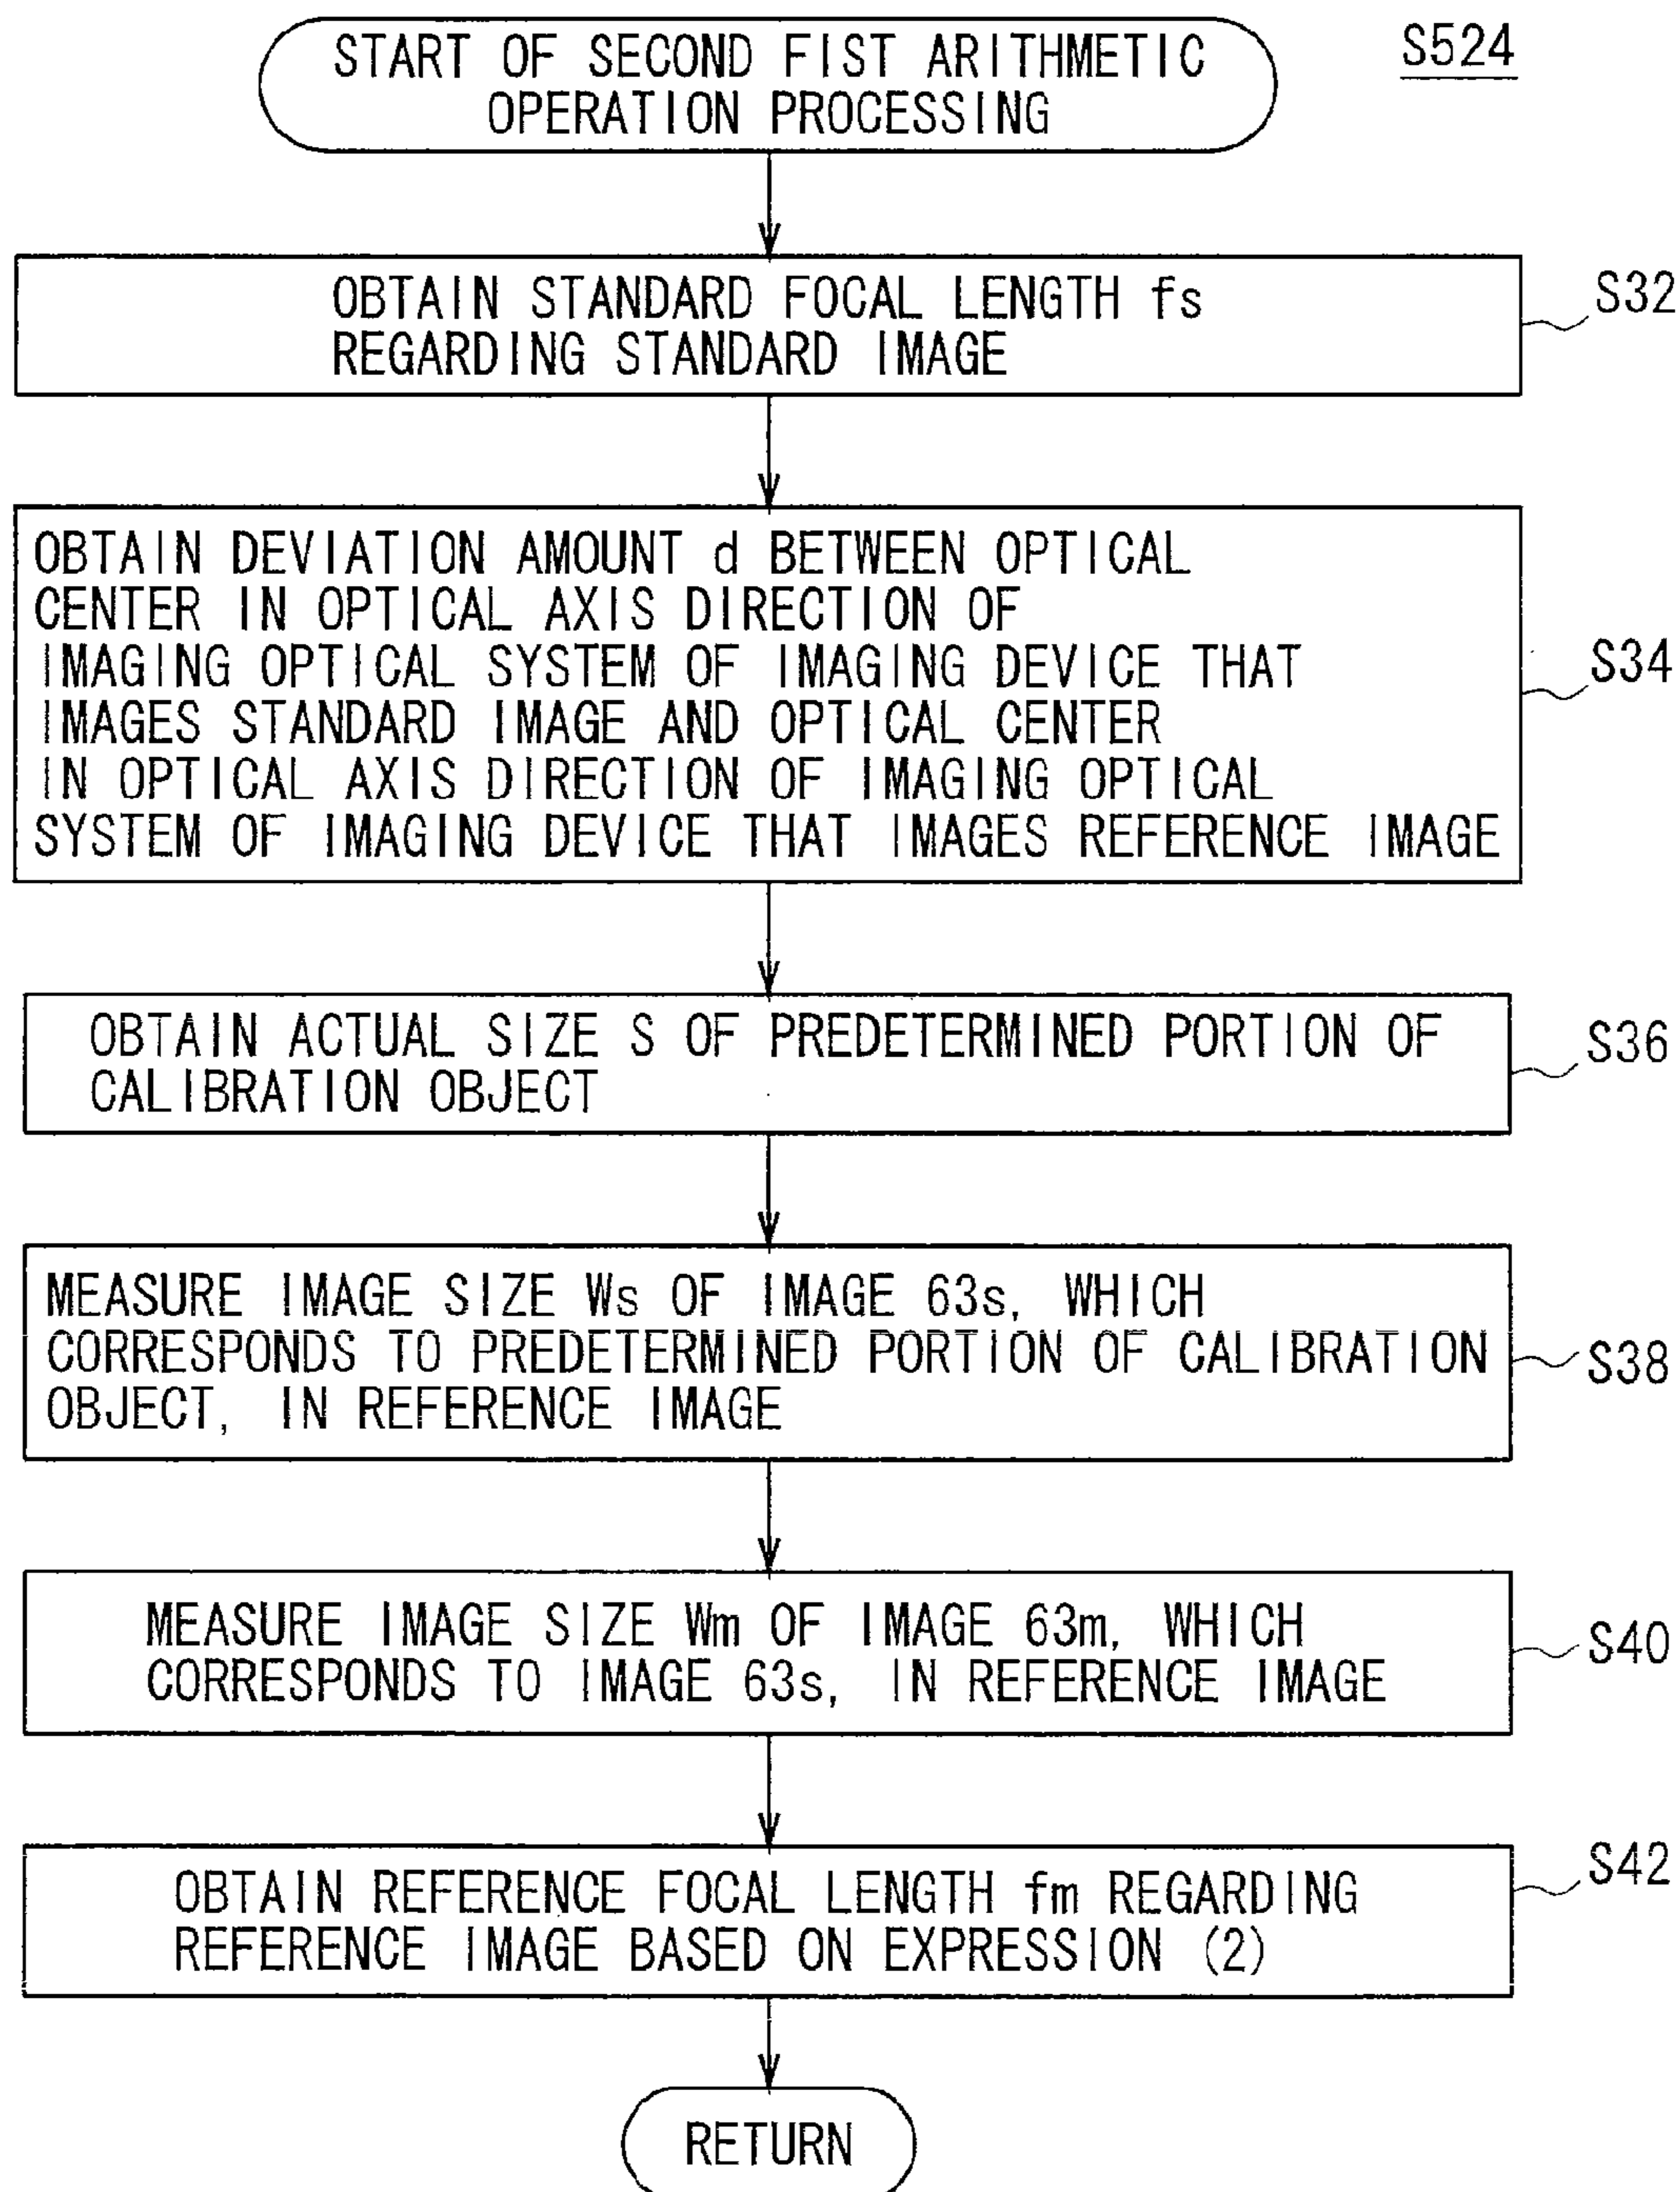 START OF SECOND FIST ARITHMETIC
OPERATION PROCESSING
S524
OBTAIN STANDARD FOCAL LENGTH fs
REGARDING STANDARD IMAGE
S32
OBTAIN DEVIATION AMOUNT d BETWEEN OPTICAL
CENTER IN OPTICAL AXIS DIRECTION OF
IMAGING OPTICAL SYSTEM OF IMAGING DEVICE THAT
IMAGES STANDARD IMAGE AND OPTICAL CENTER
IN OPTICAL AXIS DIRECTION OF IMAGING OPTICAL
SYSTEM OF IMAGING DEVICE THAT IMAGES REFERENCE IMAGE
S34
OBTAIN ACTUAL SIZE S OF PREDETERMINED PORTION OF
CALIBRATION OBJECT
S36
MEASURE IMAGE SIZE Ws OF IMAGE 63s, WHICH
CORRESPONDS TO PREDETERMINED PORTION OF CALIBRATION
OBJECT, IN REFERENCE IMAGE
S38
MEASURE IMAGE SIZE Wm OF IMAGE 63m, WHICH
CORRESPONDS TO IMAGE 63s, IN REFERENCE IMAGE
S40
OBTAIN REFERENCE FOCAL LENGTH fm REGARDING
REFERENCE IMAGE BASED ON EXPRESSION (2)
S42
RETURN